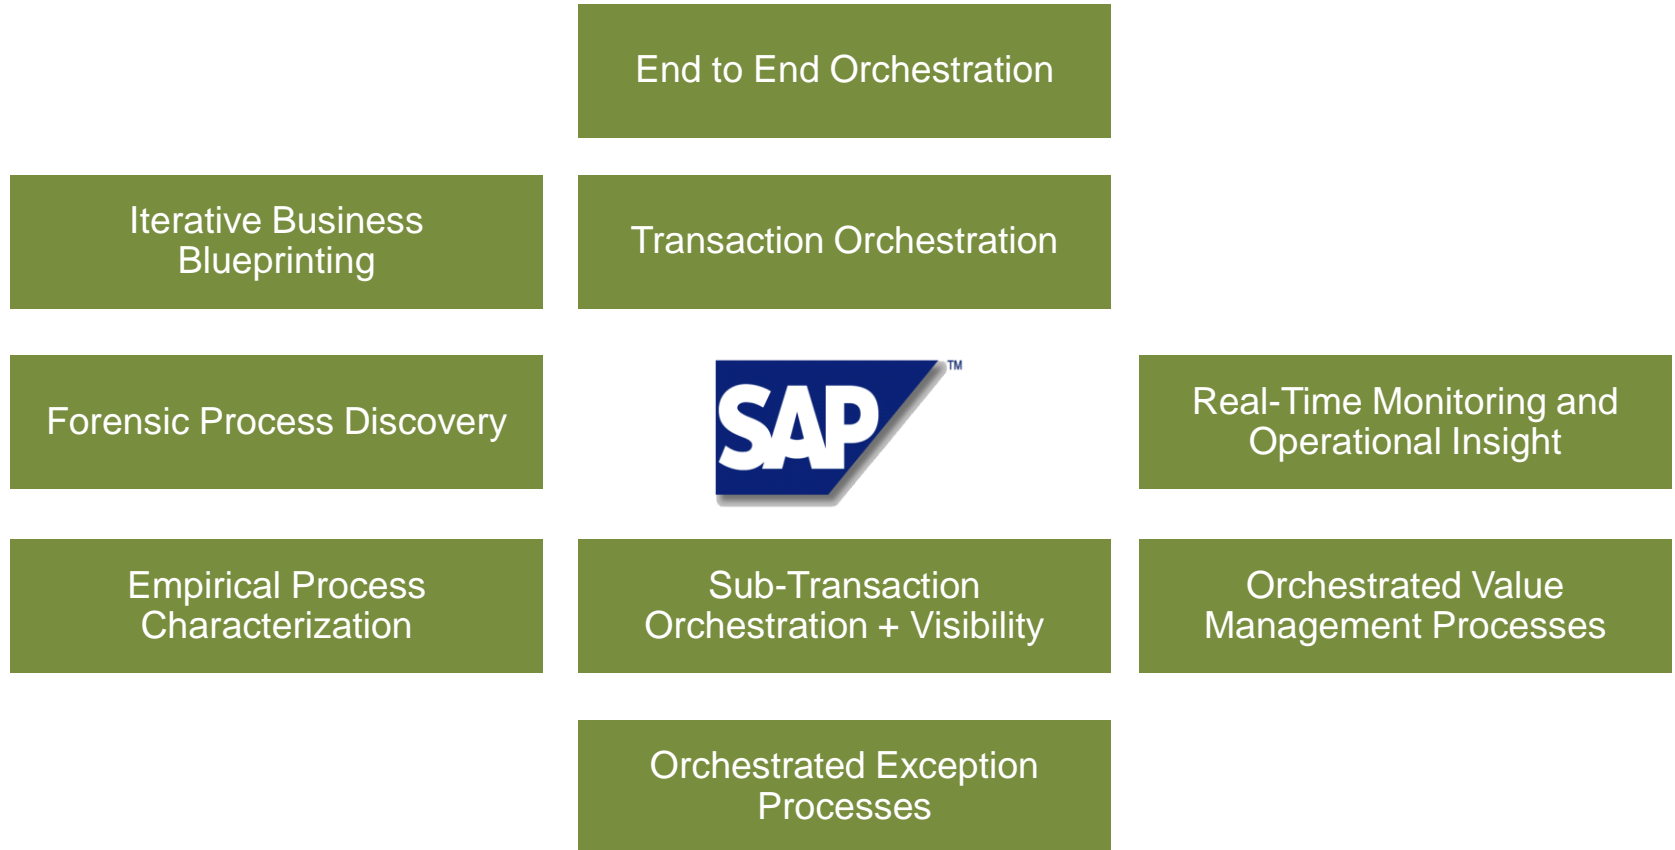 End to End Orchestration
Iterative Business
Blueprinting
Transaction Orchestration
Forensic Process Discovery
SAP
TM
Real-Time Monitoring and
Operational Insight
Empirical Process
Characterization
Sub-Transaction
Orchestration + Visibility
Orchestrated Value
Management Processes
Orchestrated Exception
Processes